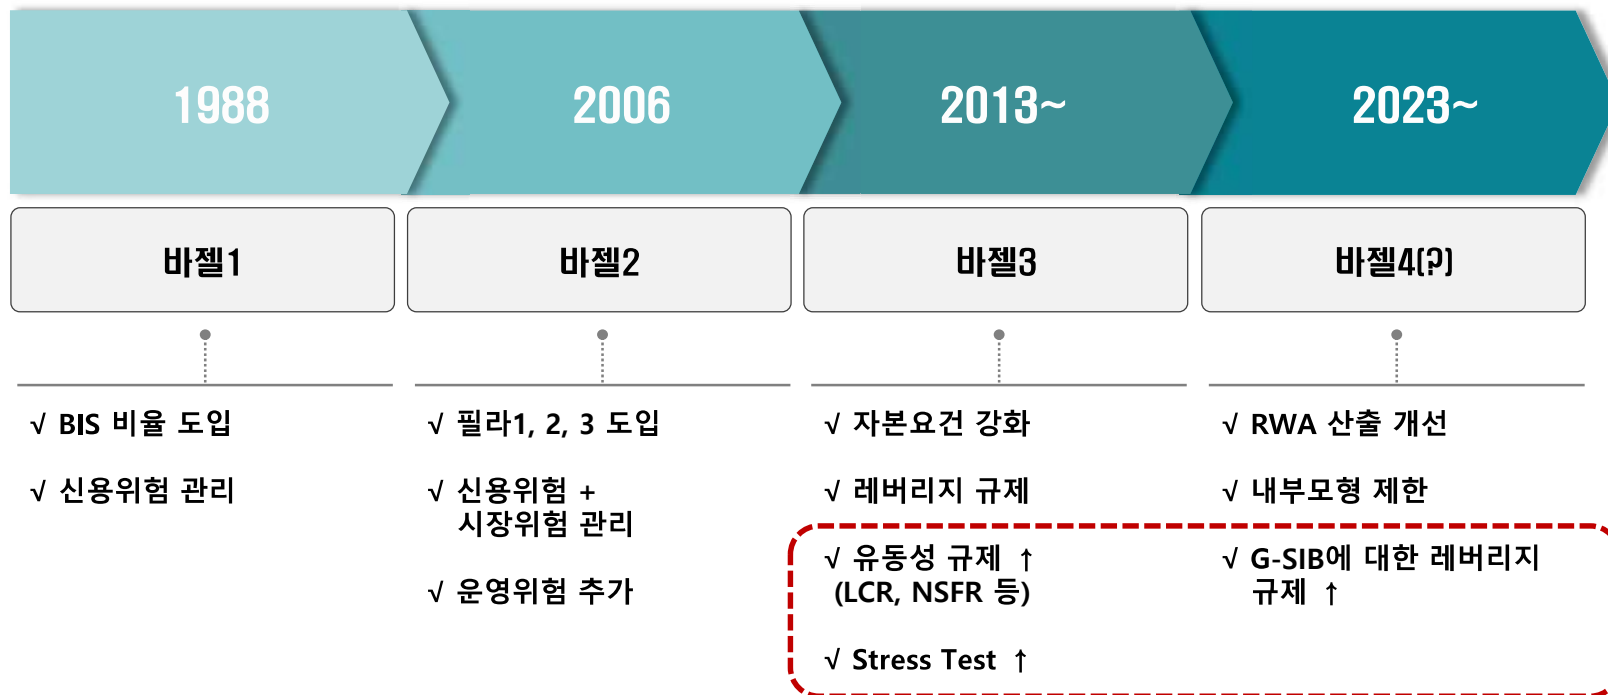 1988
2006
2013~
2023~
바젤1
바젤2
바젤3
바젤4(?)
√ BIS 비율 도입
√ 신용위험 관리
√ 필라1, 2, 3 도입
√ 신용위험 +
시장위험 관리
√ 운영위험 추가
√ 자본요건 강화
√ 레버리지 규제
√ 유동성 규제 ↑
(LCR, NSFR 등)
√ Stress Test ↑
√ RWA 산출 개선
√ 내부모형 제한
√ G-SIB에 대한 레버리지
규제 ↑